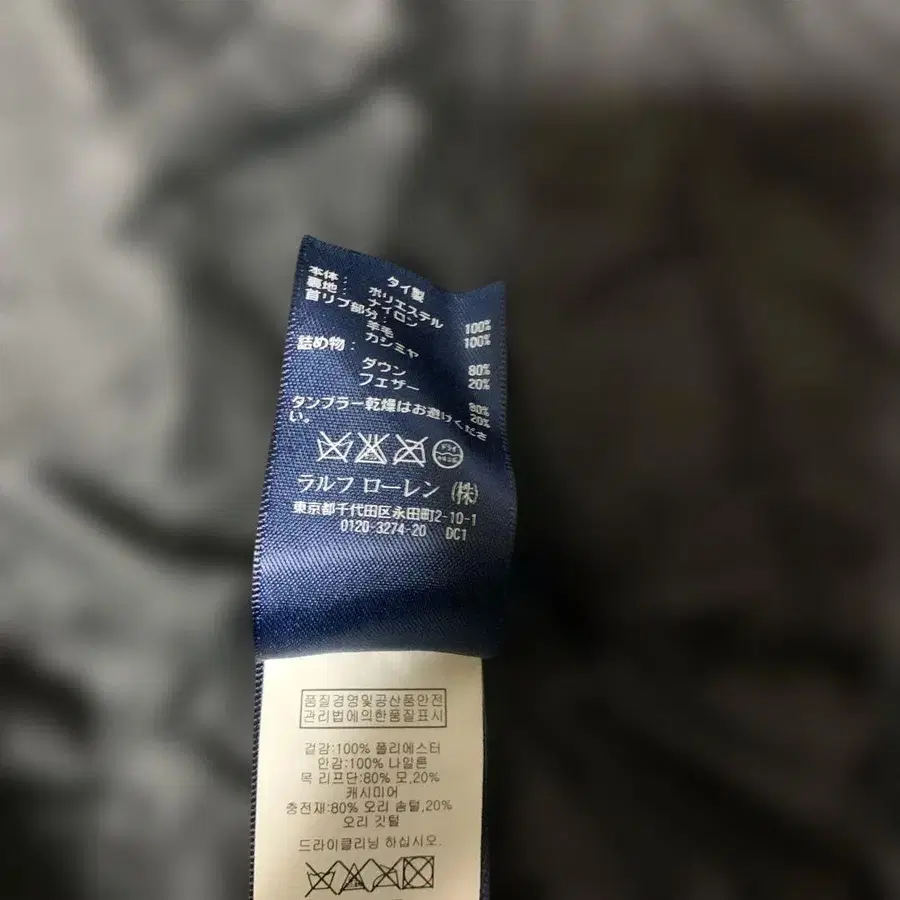 タイ製
本体: ポリエステル 100%
裏地: ナイロン 100%
首リブ部分:
羊毛 80%
カシミヤ 20%
詰め物:
ダウン 80%
フェザー 20%
タンブラー乾燥はお避けくださ
い。
ドライ
ラルフ ローレン (株)
東京都千代田区永田町2-10-1
0120-3274-20 DC1
품질경영및공산품안전
관리법에의한품질표시
겉감:100% 폴리에스터
안감:100% 나일론
목 리프단:80% 모,20%
캐시미어
충전재:80% 오리 솜털,20%
오리 깃털
드라이클리닝 하십시오.